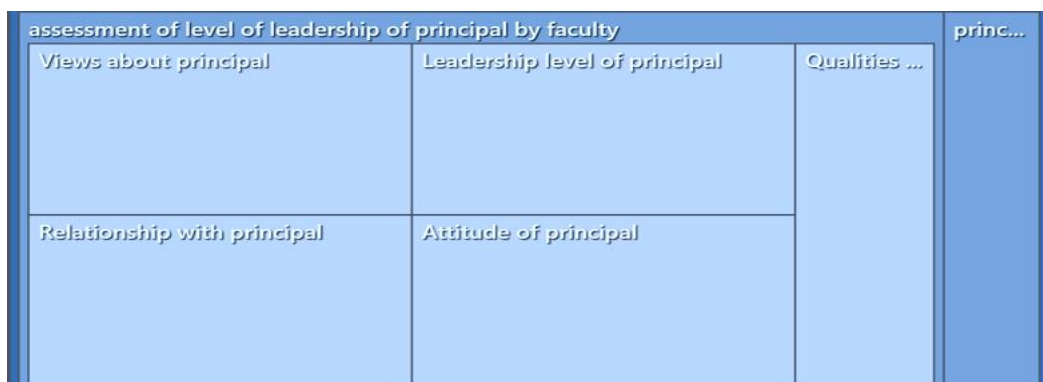 assessment of level of leadership of principal by faculty
princ...
Views about principal
Leadership level of principal
Qualities ...
Relationship with principal
Attitude of principal